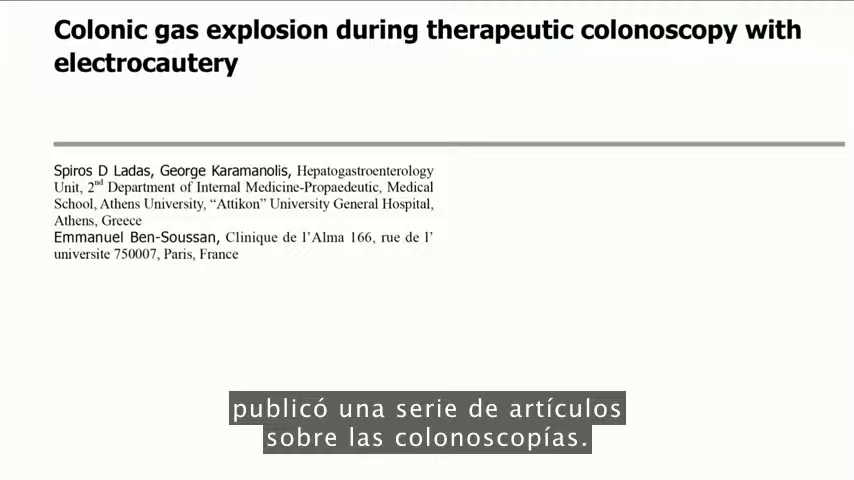 Colonic gas explosion during therapeutic colonoscopy with
electrocautery
Spiros D Ladas, George Karamanolis, Hepatogastroenterology
Unit, 2nd Department of Internal Medicine-Propaedeutic, Medical
School, Athens University, “Attikon” University General Hospital,
Athens, Greece
Emmanuel Ben-Soussan, Clinique de l’Alma 166, rue de l’
universite 750007, Paris, France
publicó una serie de artículos
sobre las colonoscopías.